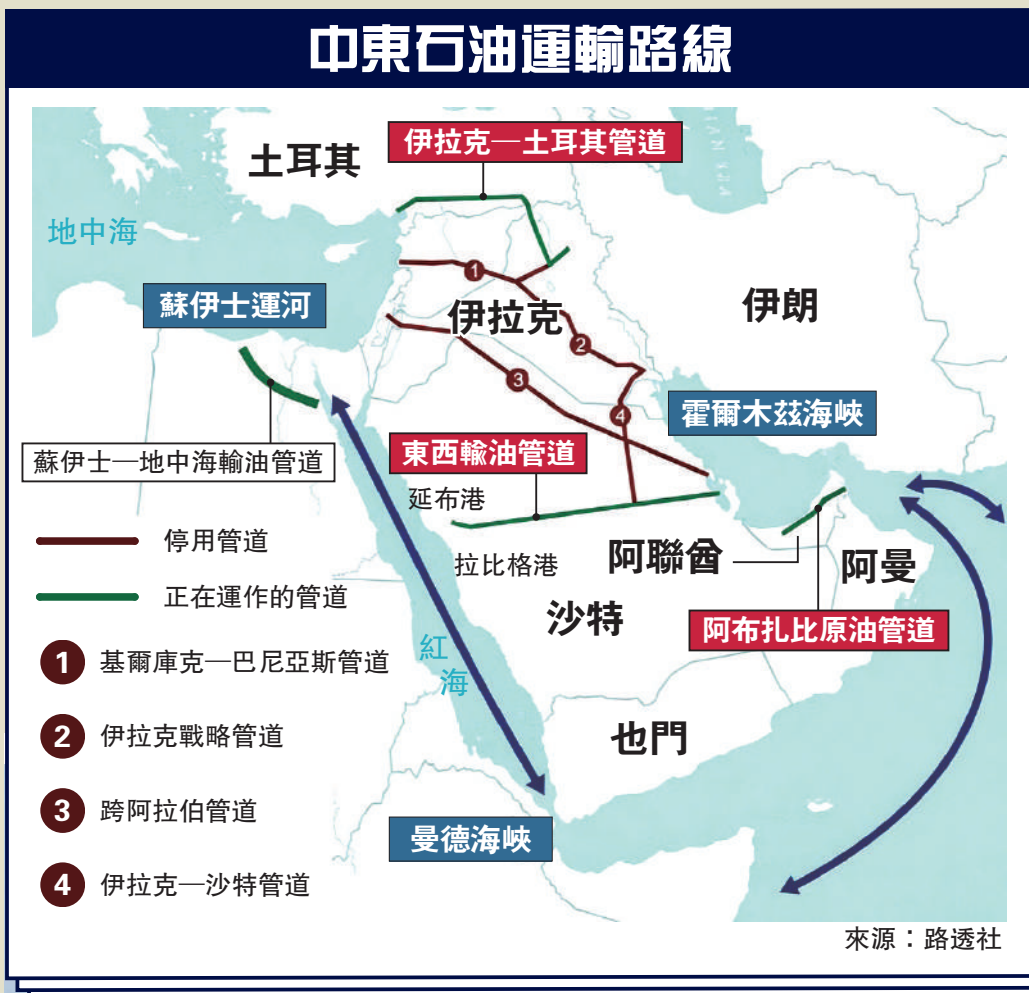 中東石油運輸路線
伊拉克—土耳其管道
土耳其
地中海
蘇伊士運河
1
伊拉克
伊朗
2
3
霍爾木茲海峽
4
東西輸油管道
蘇伊士—地中海輸油管道
延布港
停用管道
拉比格港
阿聯酋
阿曼
正在運作的管道
沙特
阿布扎比原油管道
紅海
1 基爾庫克—巴尼亞斯管道
2 伊拉克戰略管道
也門
3 跨阿拉伯管道
曼德海峽
4 伊拉克—沙特管道
來源：路透社